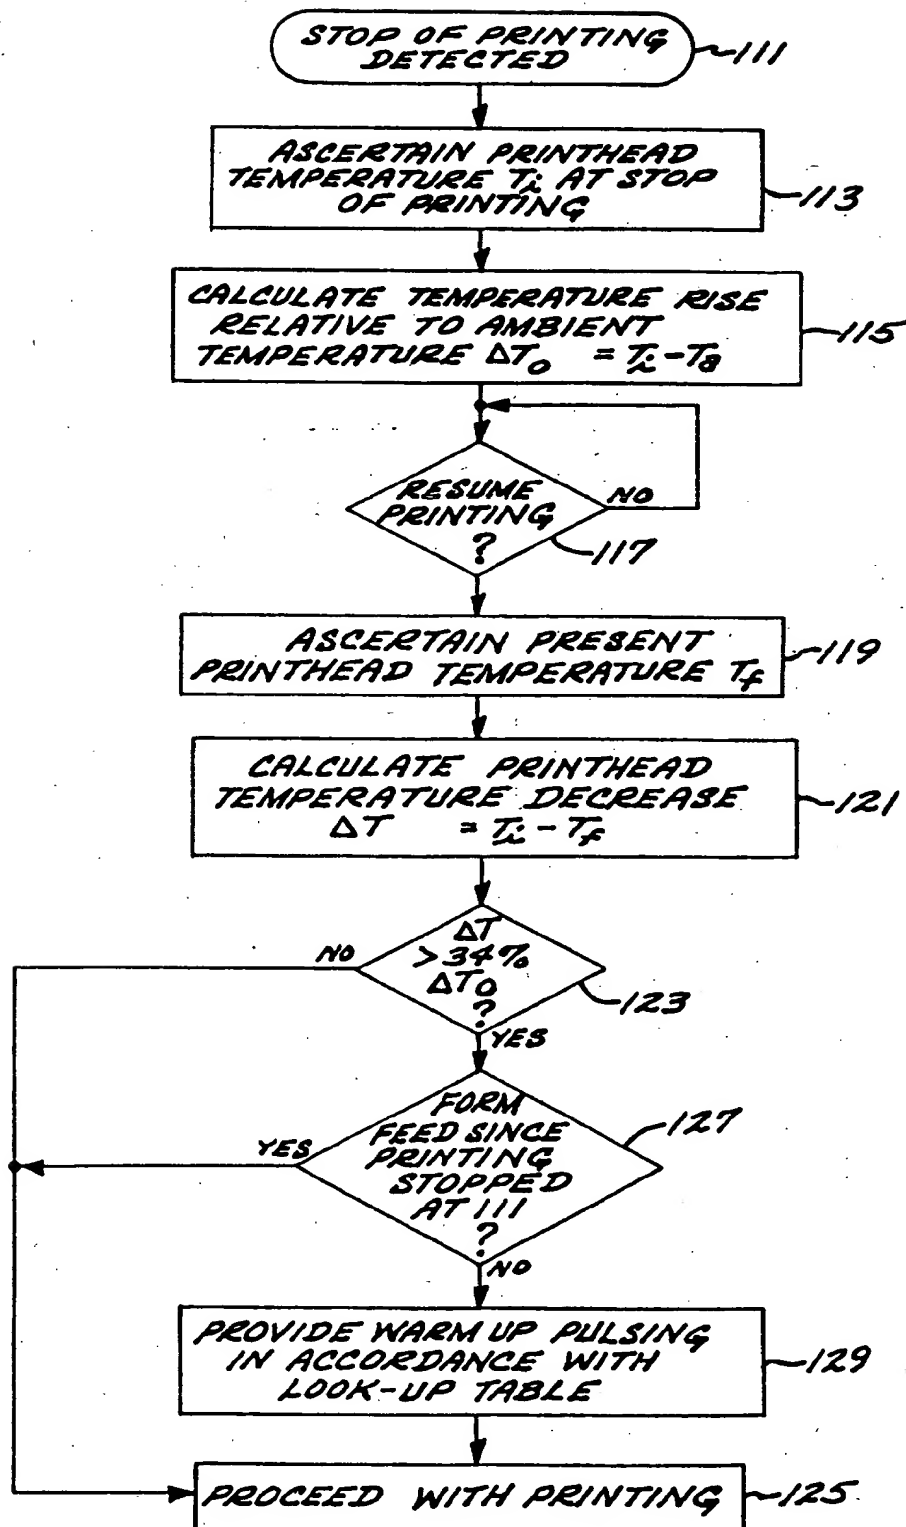 STOP OF PRINTING
DETECTED
111
ASCERTAIN PRINTHEAD
TEMPERATURE Ti AT STOP
OF PRINTING
113
CALCULATE TEMPERATURE RISE
RELATIVE TO AMBIENT
TEMPERATURE ΔT0 = Ti - Ta
115
RESUME
PRINTING
?
NO
117
ASCERTAIN PRESENT
PRINTHEAD TEMPERATURE Tf
119
CALCULATE PRINTHEAD
TEMPERATURE DECREASE
ΔT = Ti - Tf
121
ΔT
>34%
ΔT0
?
NO
123
YES
FORM
FEED SINCE
PRINTING
STOPPED
AT 111
?
YES
127
NO
PROVIDE WARM UP PULSING
IN ACCORDANCE WITH
LOOK-UP TABLE
129
PROCEED WITH PRINTING
125